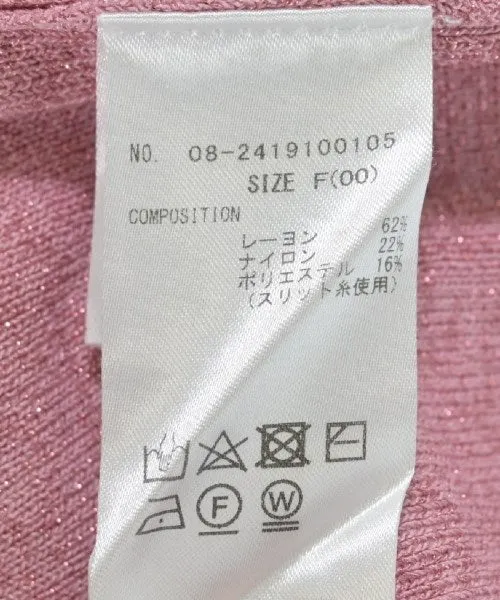 NO. 08-2419100105
SIZE F(00)
COMPOSITION
レーヨン 62%
ナイロン 22%
ポリエステル 16%
(スリット糸使用)
F W